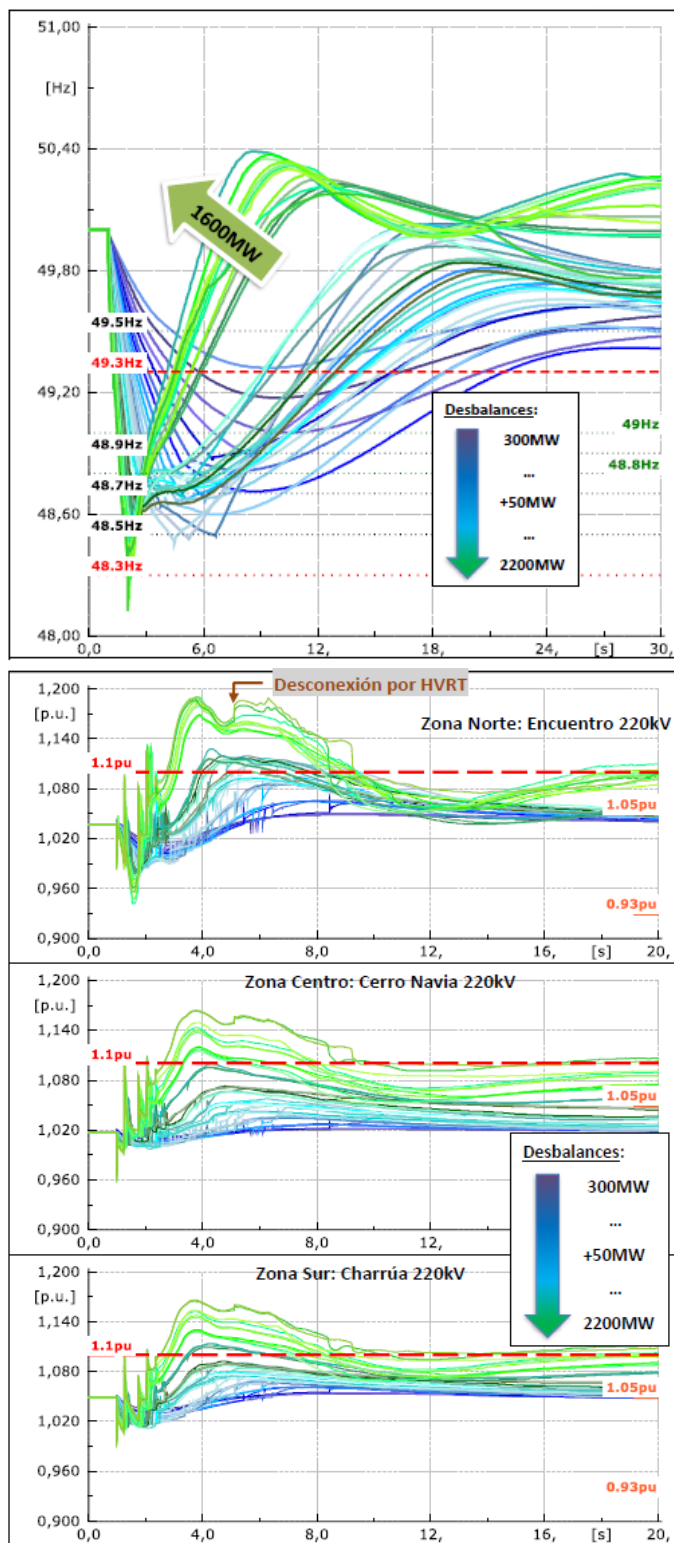 51,00
[Hz]
50,40
1600MW
49,80
49.5Hz
49.3Hz
49,20
Desbalances:
300MW
...
+50MW
...
2200MW
49Hz
48.9Hz
48.8Hz
48.7Hz
48,60
48.5Hz
48.3Hz
48,00
0,0 6,0 12, 18, 24, [s] 30,
1,200
[p.u.]
Desconexión por HVRT
Zona Norte: Encuentro 220kV
1,140
1.1pu
1,080
1.05pu
1,020
0,960
0.93pu
0,900
0,0 4,0 8,0 12, 16, [s] 20,
1,200
Zona Centro: Cerro Navia 220kV
[p.u.]
1,140
1.1pu
1,080
1.05pu
1,020
0,960
0,900
0,0 4,0 8,0 12,
Desbalances:
300MW
...
+50MW
...
2200MW
1,200
Zona Sur: Charrúa 220kV
[p.u.]
1,140
1.1pu
1,080
1.05pu
1,020
0,960
0.93pu
0,900
0,0 4,0 8,0 12, 16, [s] 20,